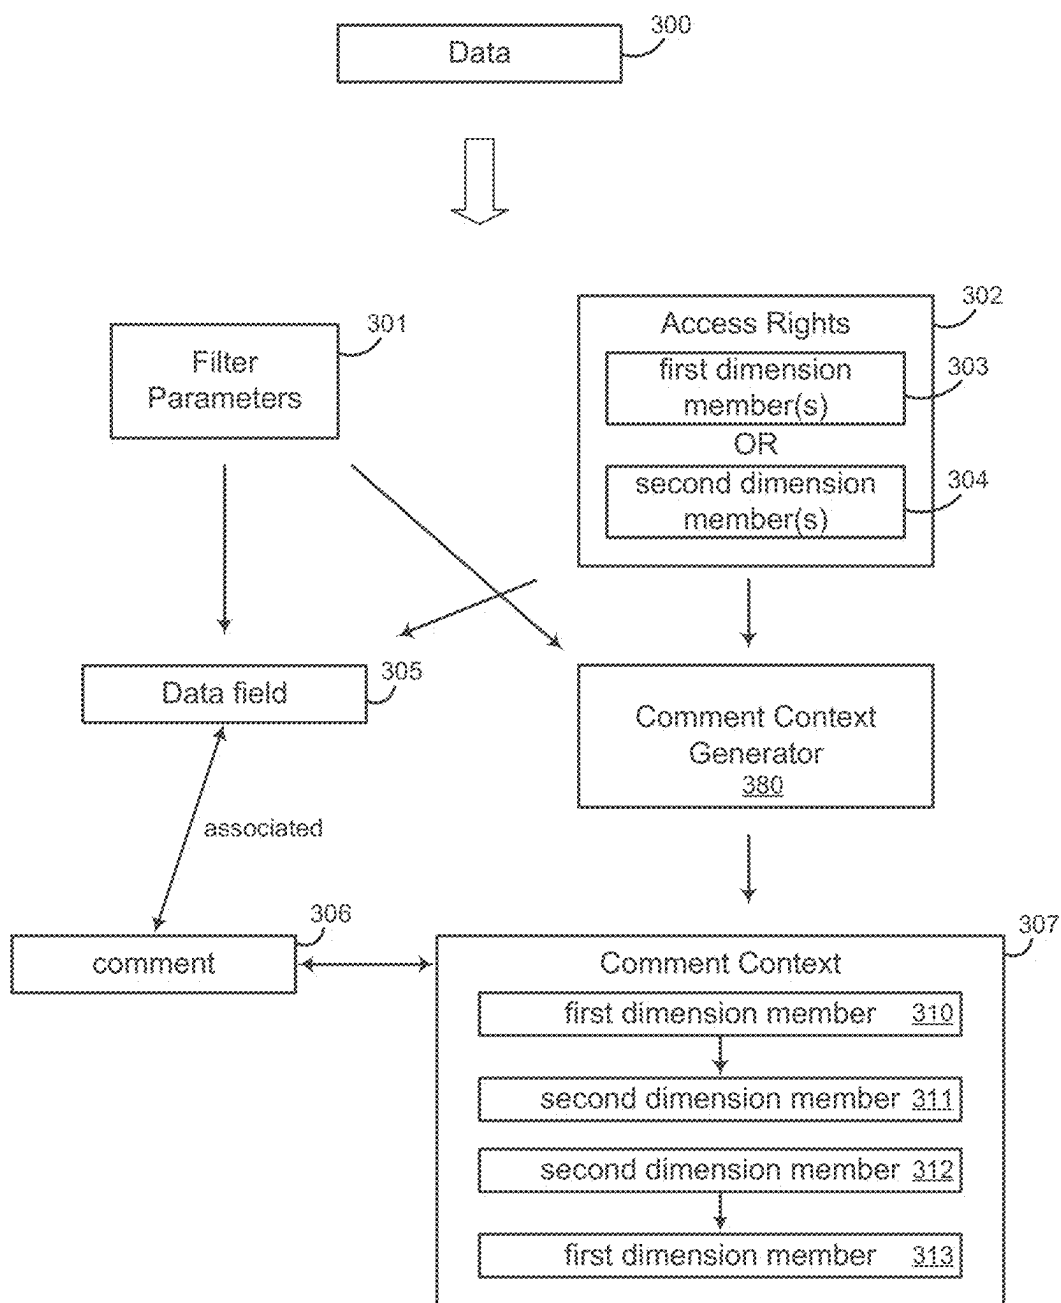 Data
300
Filter
Parameters
301
Access Rights
302
first dimension
member(s)
303
OR
second dimension
member(s)
304
Data field
305
Comment Context
Generator
380
associated
comment
306
Comment Context
307
first dimension member 310
second dimension member 311
second dimension member 312
first dimension member 313